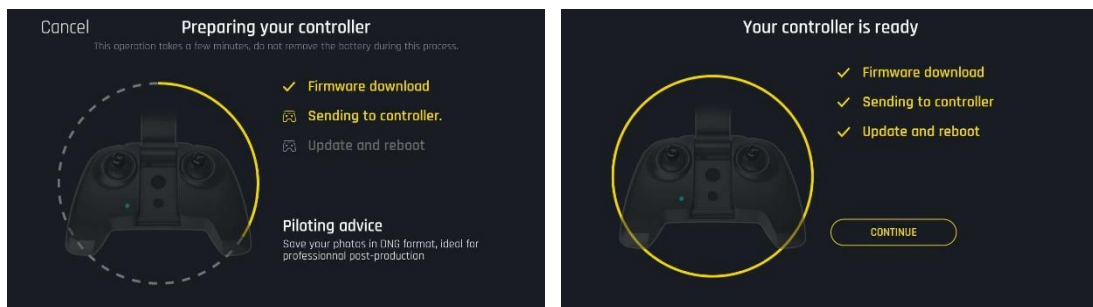 Cancel
Preparing your controller
This operation takes a few minutes, do not remove the battery during this process.
Firmware download
Sending to controller.
Update and reboot
Piloting advice
Save your photos in DNG format, ideal for
professionnal post-production
Your controller is ready
Firmware download
Sending to controller
Update and reboot
CONTINUE